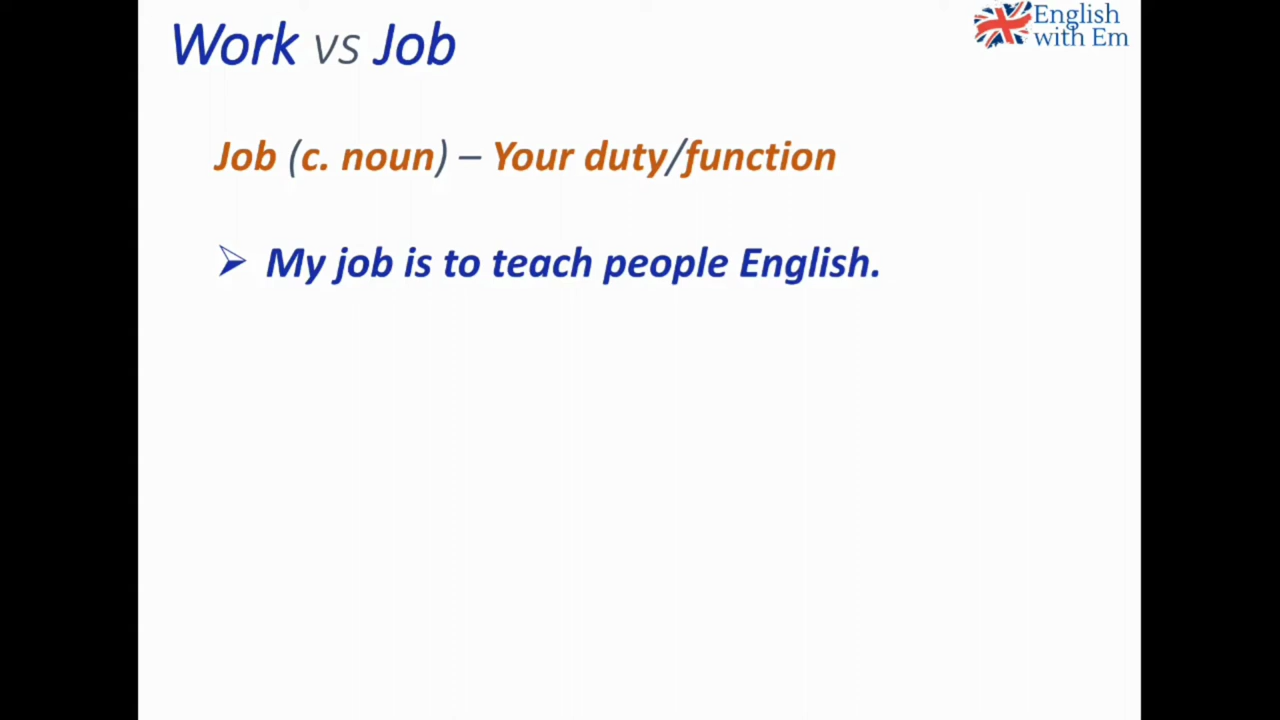 Work vs Job
English
with Em
Job (c. noun) – Your duty/function
My job is to teach people English.